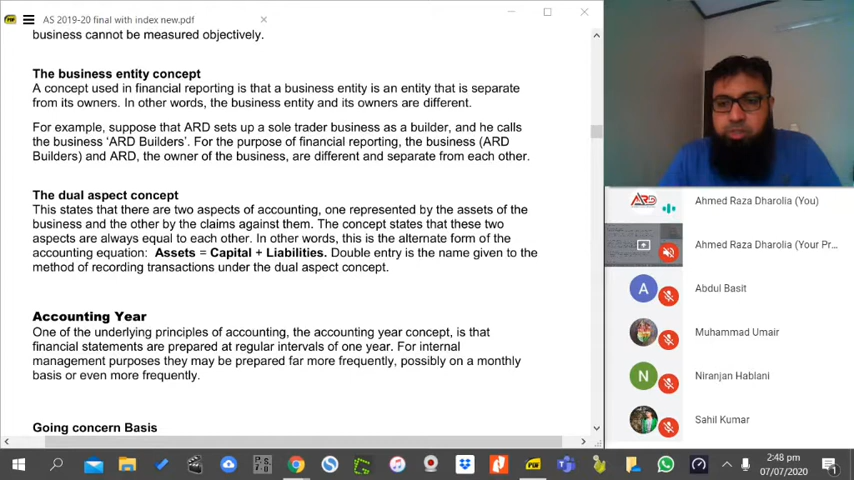 AS 2019-20 final with index new.pdf
business cannot be measured objectively.
The business entity concept
A concept used in financial reporting is that a business entity is an entity that is separate
from its owners. In other words, the business entity and its owners are different.
For example, suppose that ARD sets up a sole trader business as a builder, and he calls
the business ‘ARD Builders’. For the purpose of financial reporting, the business (ARD
Builders) and ARD, the owner of the business, are different and separate from each other.
The dual aspect concept
This states that there are two aspects of accounting, one represented by the assets of the
business and the other by the claims against them. The concept states that these two
aspects are always equal to each other. In other words, this is the alternate form of the
accounting equation:  Assets = Capital + Liabilities. Double entry is the name given to the
method of recording transactions under the dual aspect concept.
Accounting Year
One of the underlying principles of accounting, the accounting year concept, is that
financial statements are prepared at regular intervals of one year. For internal
management purposes they may be prepared far more frequently, possibly on a monthly
basis or even more frequently.
Going concern Basis
ARD
Ahmed Raza Dharolia (You)
Ahmed Raza Dharolia (Your Pr...
A
Abdul Basit
Muhammad Umair
N
Niranjan Hablani
Sahil Kumar
2:48 pm
07/07/2020